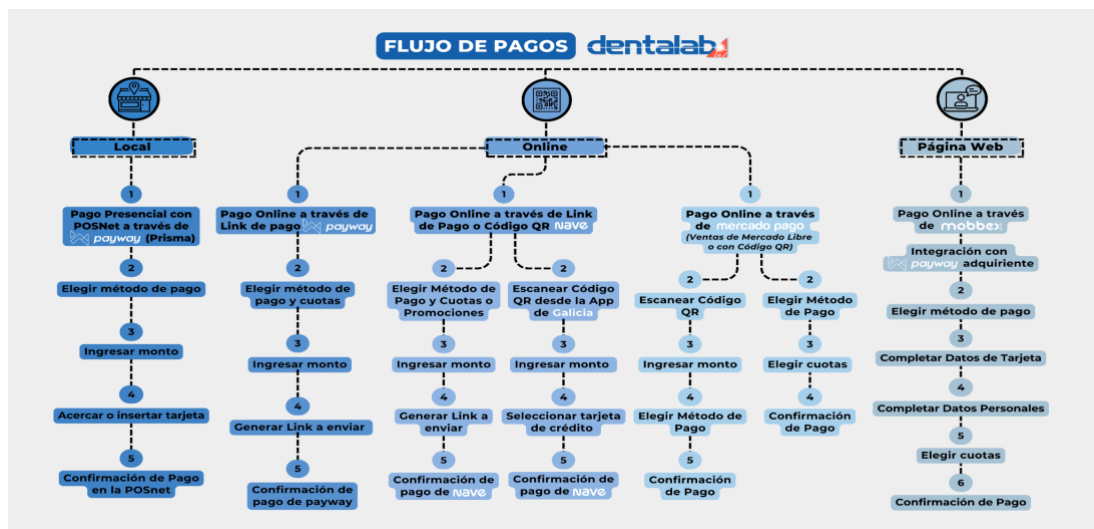 FLUJO DE PAGOS dentalab
Local
1
Pago Presencial con
POSNet a través de
payway (Prisma)
2
Elegir método de pago
3
Ingresar monto
4
Acercar o insertar tarjeta
5
Confirmación de Pago
en la POSnet
Online
1
Pago Online a través de
Link de pago payway
2
Elegir método de
pago y cuotas
3
Ingresar monto
4
Generar Link a enviar
5
Confirmación de
pago de payway
1
Pago Online a través de Link
de Pago o Código QR nave
2
Elegir Método de
Pago y Cuotas o
Promociones
3
Ingresar monto
4
Generar Link a
enviar
5
Confirmación de
pago de nave
2
Escanear Código
QR desde la App
de Galicia
3
Ingresar monto
4
Seleccionar tarjeta
de crédito
5
Confirmación de
pago de nave
1
Pago Online a través
de mercado pago
(Ventas de Mercado Libre
o con Código QR)
2
Escanear Código
QR
3
Ingresar monto
4
Elegir Método de
Pago
5
Confirmación
de Pago
2
Elegir Método
de Pago
3
Elegir cuotas
4
Confirmación
de Pago
Página Web
1
Pago Online a través
de mobbex
Integración con
payway adquiriente
2
Elegir método de pago
3
Completar Datos de Tarjeta
4
Completar Datos Personales
5
Elegir cuotas
6
Confirmación de Pago